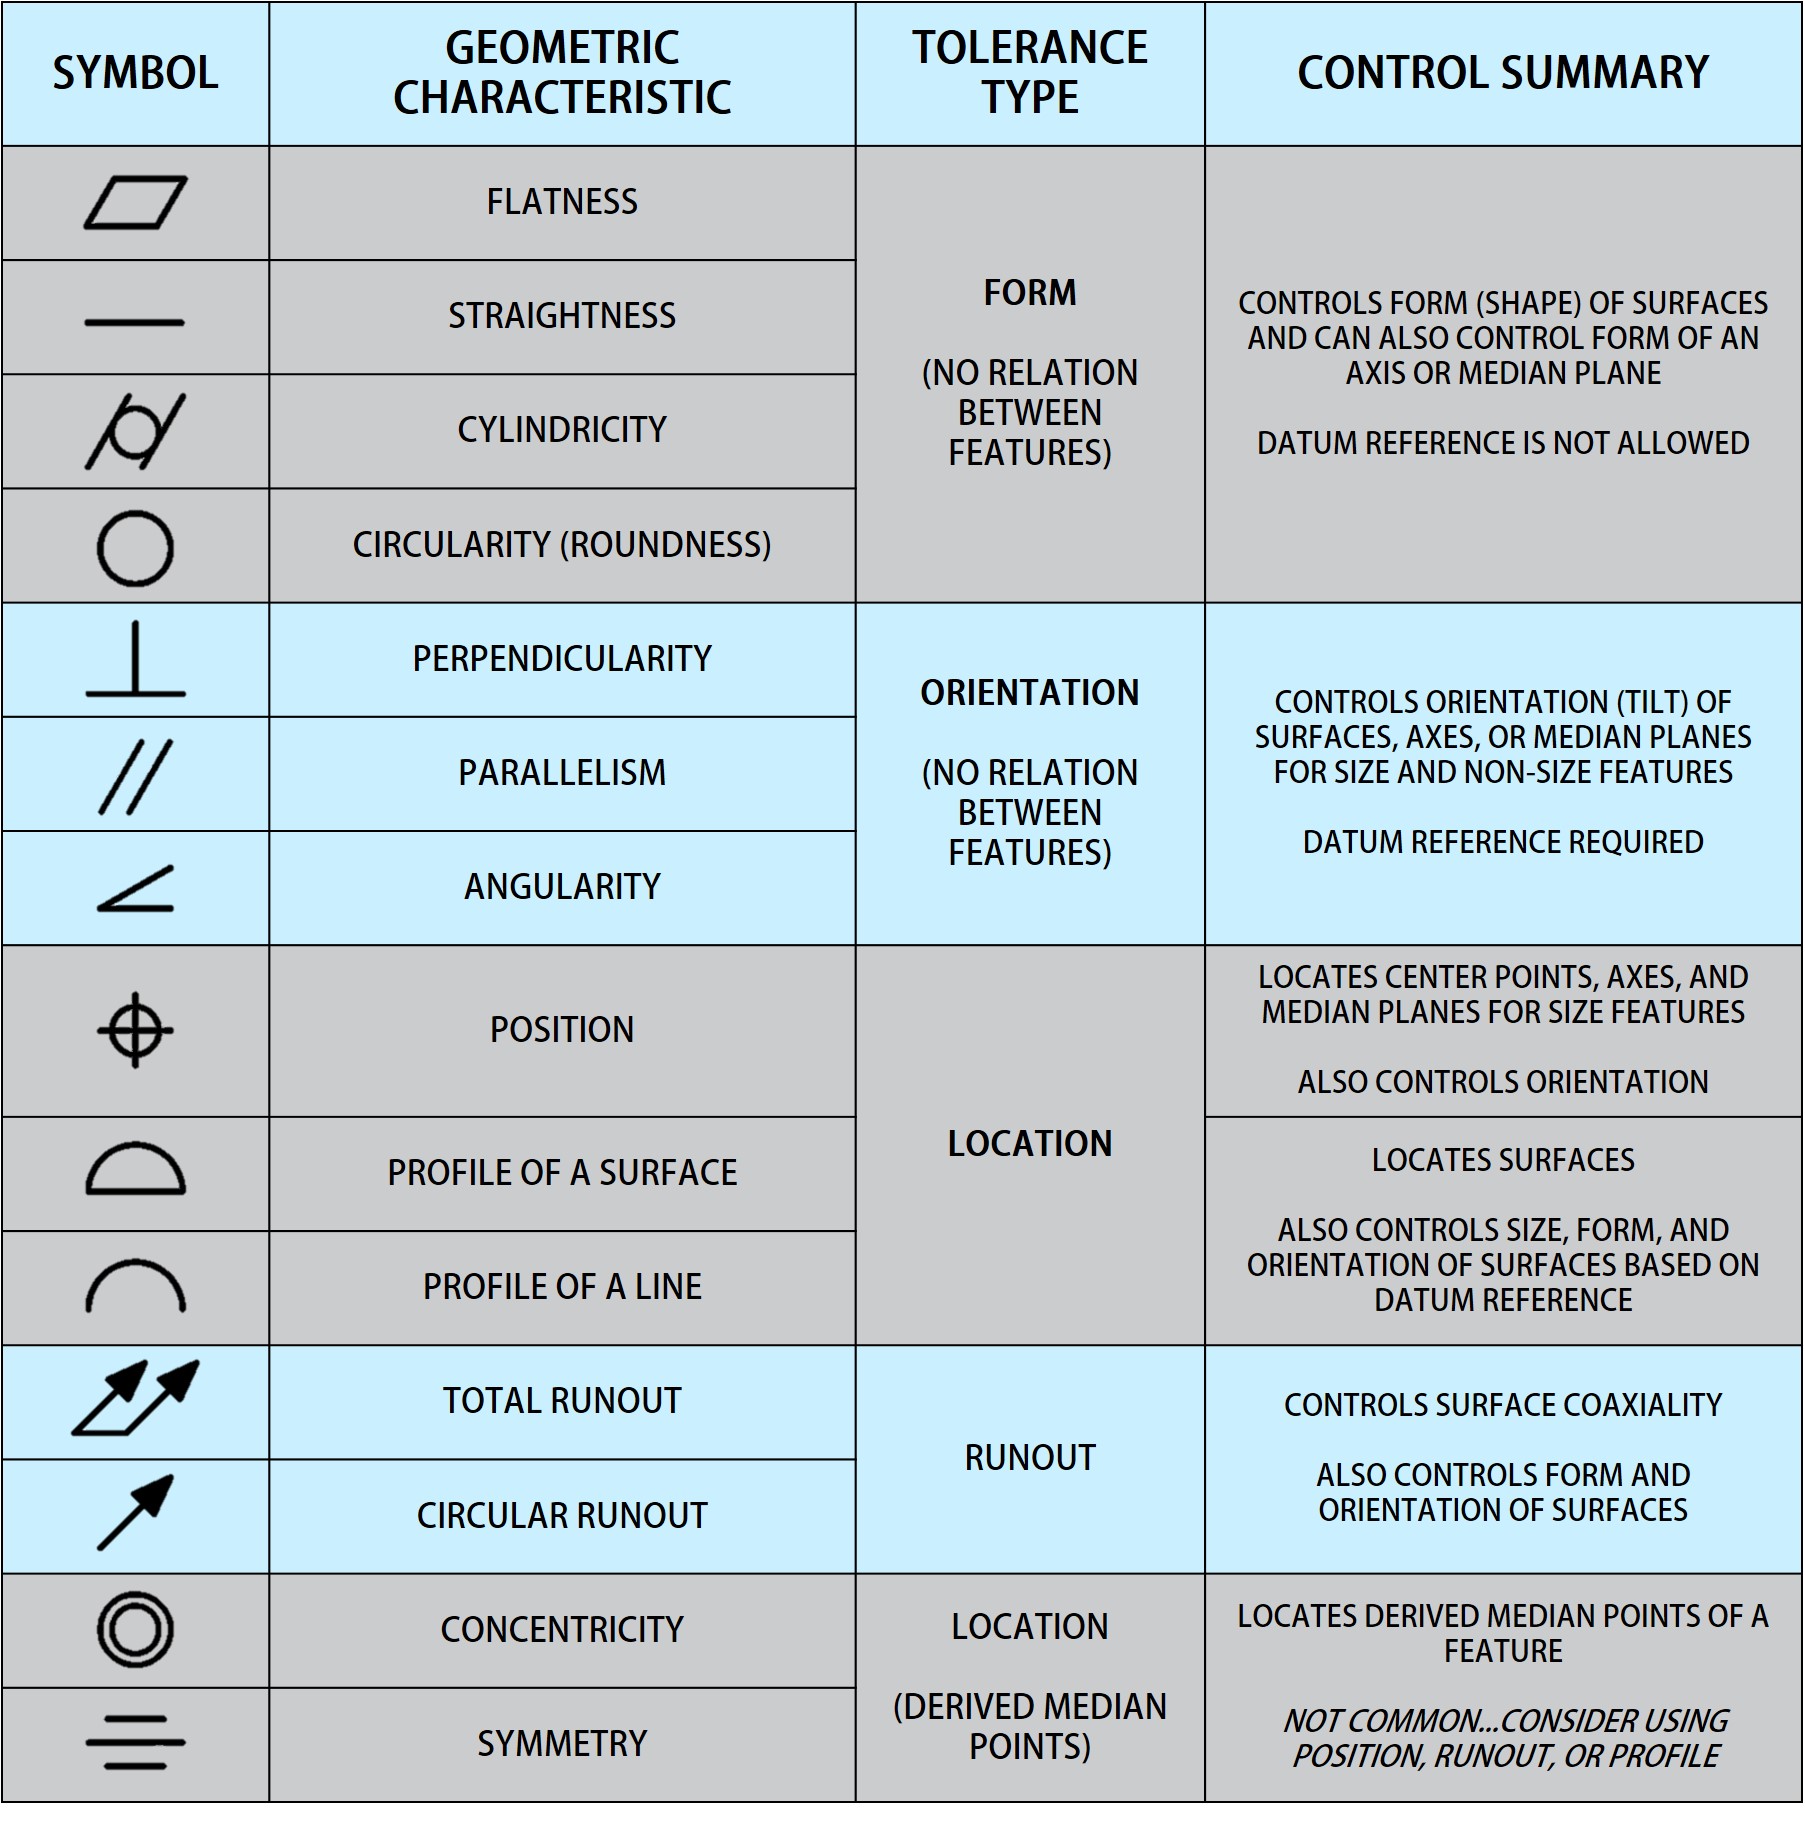 SYMBOL
GEOMETRIC
CHARACTERISTIC
TOLERANCE
TYPE
CONTROL SUMMARY
FLATNESS
STRAIGHTNESS
CYLINDRICITY
CIRCULARITY (ROUNDNESS)
FORM
(NO RELATION
BETWEEN
FEATURES)
CONTROLS FORM (SHAPE) OF SURFACES
AND CAN ALSO CONTROL FORM OF AN
AXIS OR MEDIAN PLANE
DATUM REFERENCE IS NOT ALLOWED
PERPENDICULARITY
PARALLELISM
ANGULARITY
ORIENTATION
(NO RELATION
BETWEEN
FEATURES)
CONTROLS ORIENTATION (TILT) OF
SURFACES, AXES, OR MEDIAN PLANES
FOR SIZE AND NON-SIZE FEATURES
DATUM REFERENCE REQUIRED
POSITION
PROFILE OF A SURFACE
PROFILE OF A LINE
LOCATION
LOCATES CENTER POINTS, AXES, AND
MEDIAN PLANES FOR SIZE FEATURES
ALSO CONTROLS ORIENTATION
LOCATES SURFACES
ALSO CONTROLS SIZE, FORM, AND
ORIENTATION OF SURFACES BASED ON
DATUM REFERENCE
TOTAL RUNOUT
CIRCULAR RUNOUT
RUNOUT
CONTROLS SURFACE COAXIALITY
ALSO CONTROLS FORM AND
ORIENTATION OF SURFACES
CONCENTRICITY
SYMMETRY
LOCATION
(DERIVED MEDIAN
POINTS)
LOCATES DERIVED MEDIAN POINTS OF A
FEATURE
NOT COMMON...CONSIDER USING
POSITION, RUNOUT, OR PROFILE